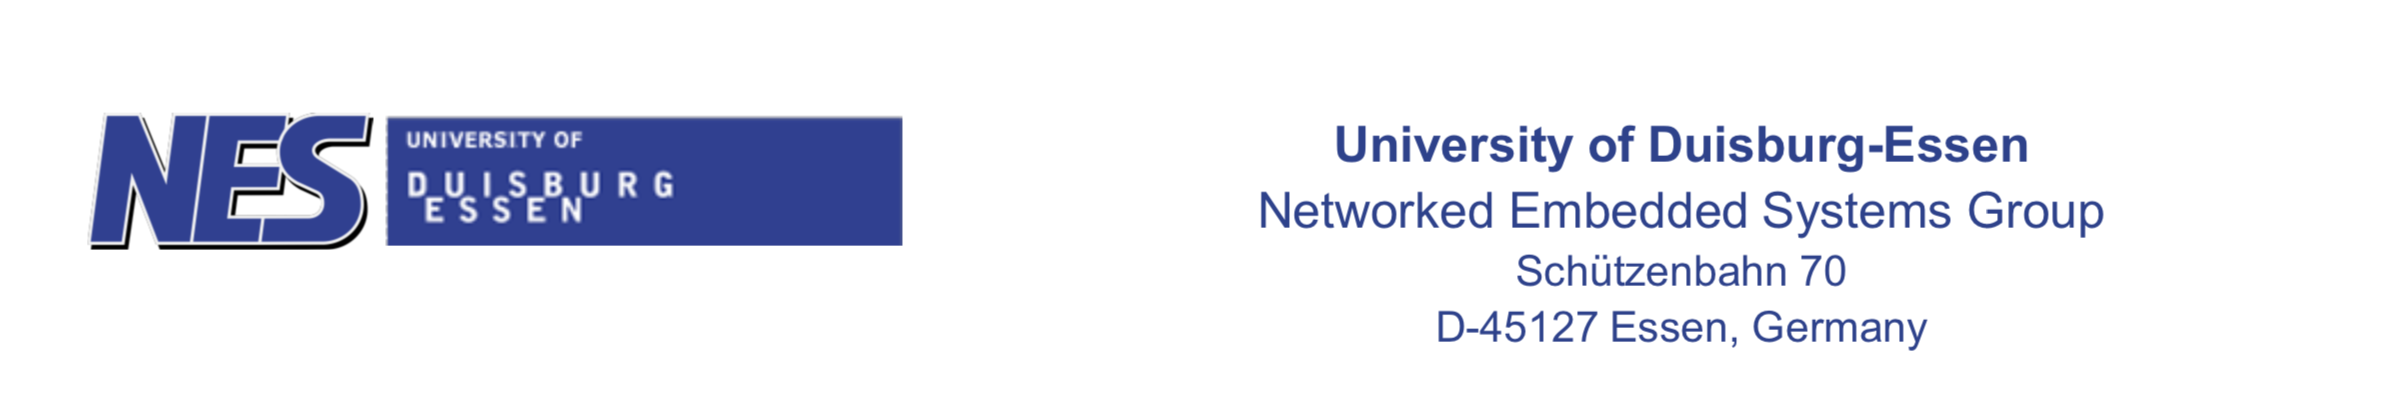 NES
UNIVERSITY OF
DUISBURG
ESSEN
University of Duisburg-Essen
Networked Embedded Systems Group
Schützenbahn 70
D-45127 Essen, Germany